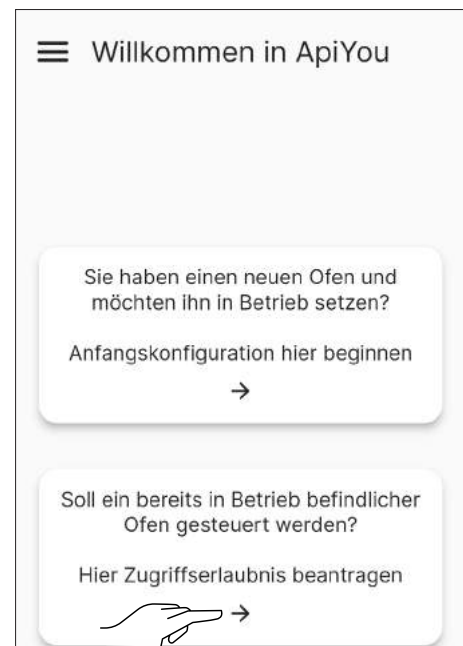 Willkommen in ApiYou
Sie haben einen neuen Ofen und
möchten ihn in Betrieb setzen?
Anfangskonfiguration hier beginnen
Soll ein bereits in Betrieb befindlicher
Ofen gesteuert werden?
Hier Zugriffserlaubnis beantragen